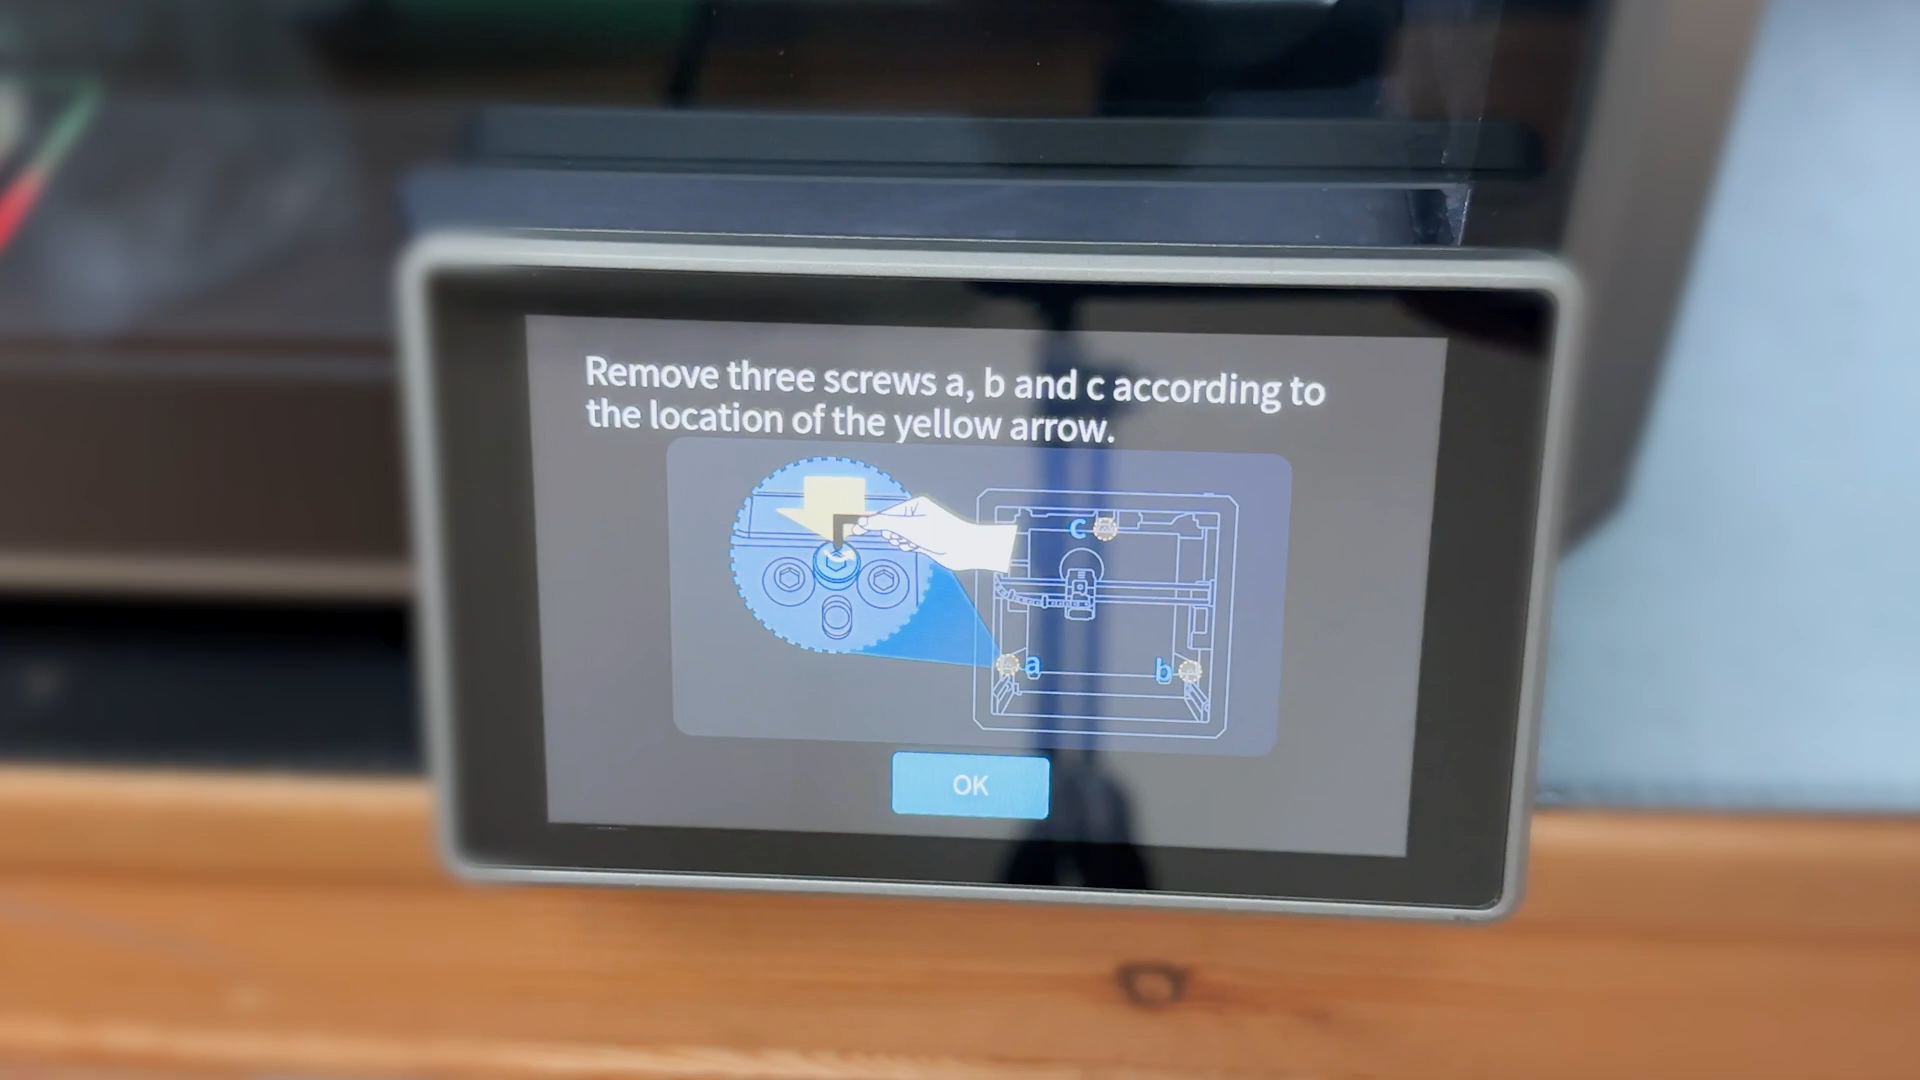 Remove three screws a, b and c according to
the location of the yellow arrow.
c
a
b
OK